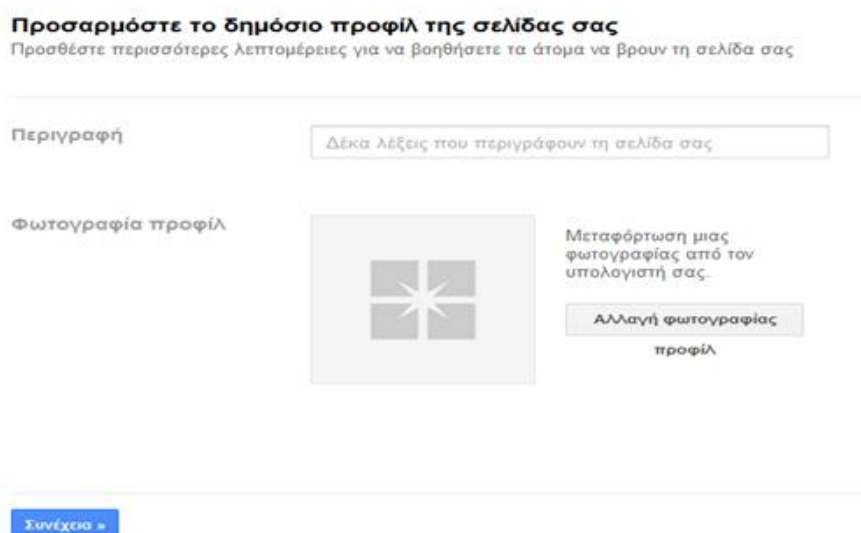 Προσαρμόστε το δημόσιο προφίλ της σελίδας σας
Προσθέστε περισσότερες λεπτομέρειες για να βοηθήσετε τα άτομα να βρουν τη σελίδα σας
Περιγραφή
Δέκα λέξεις που περιγράφουν τη σελίδα σας
Φωτογραφία προφίλ
Μεταφόρτωση μιας
φωτογραφίας από τον
υπολογιστή σας.
Αλλαγή φωτογραφίας
προφίλ
Συνέχεια »